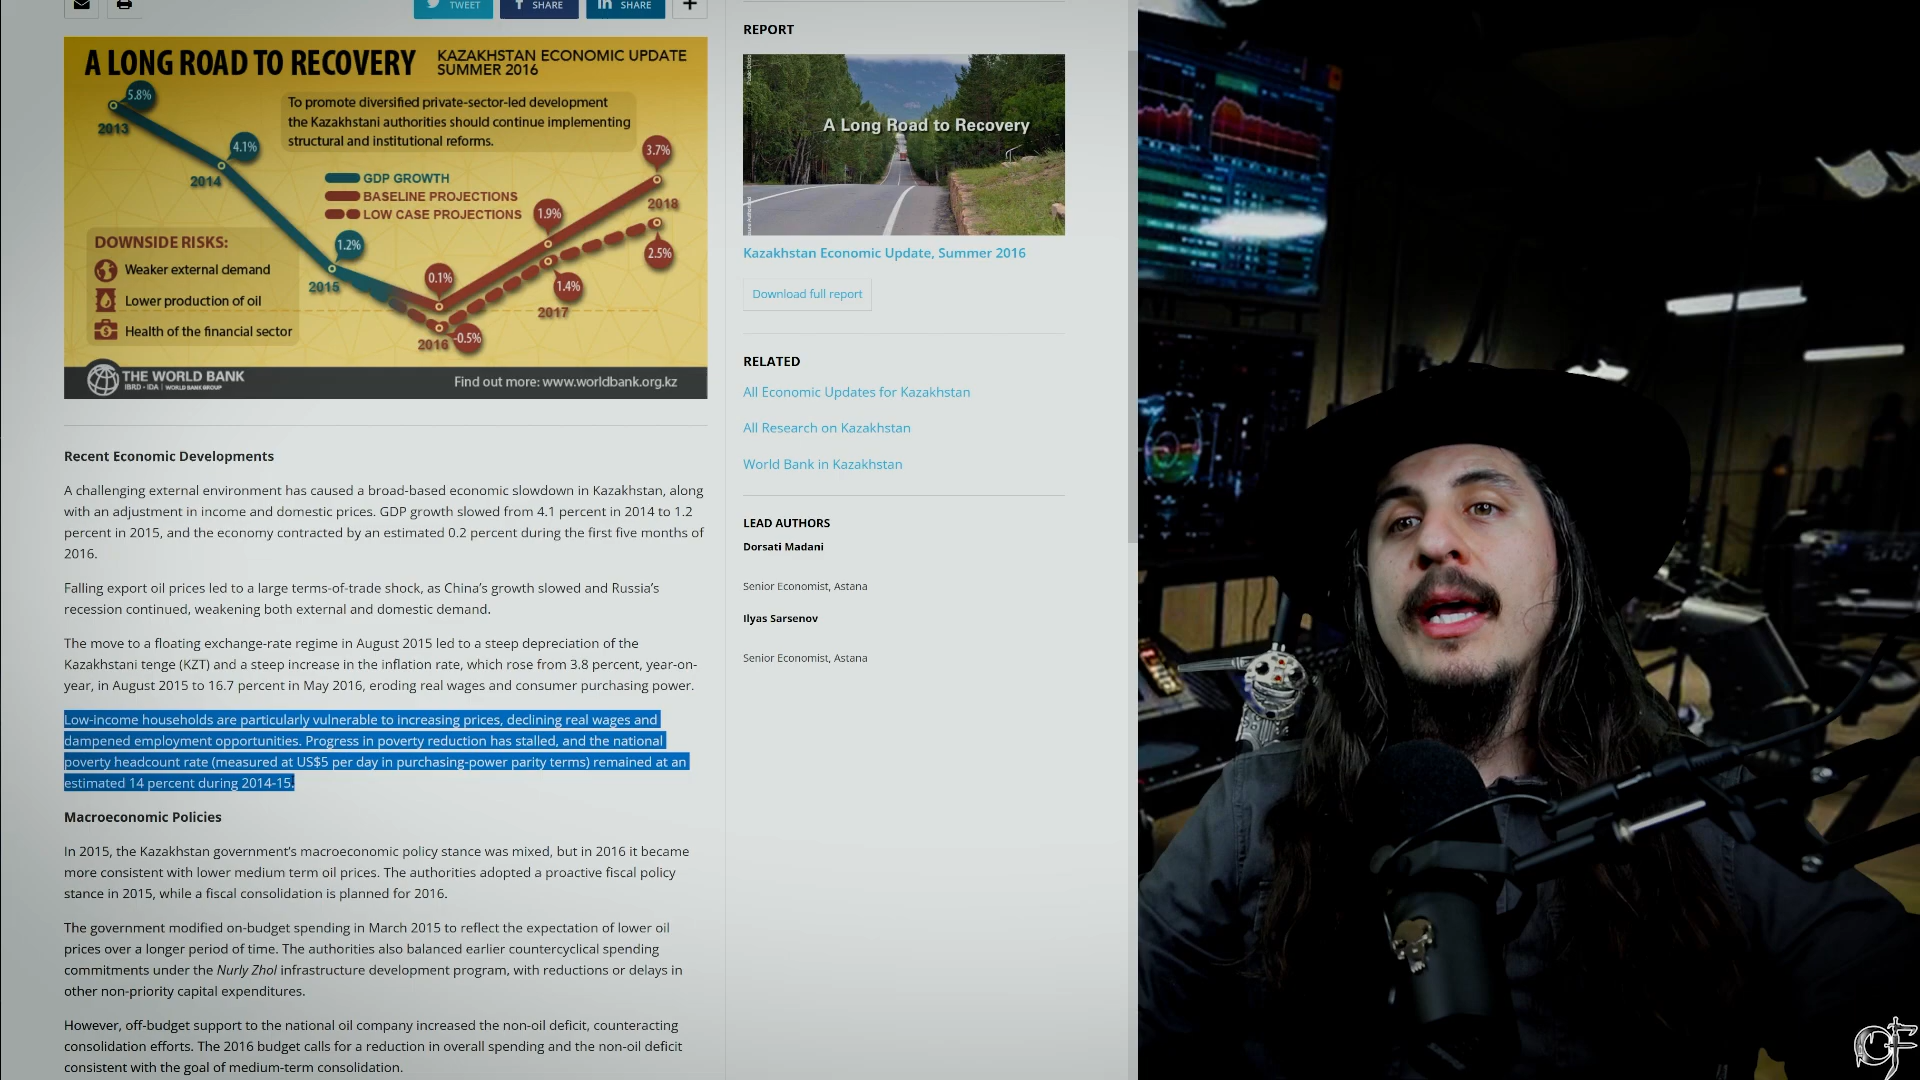 TWEET
SHARE
SHARE
A LONG ROAD TO RECOVERY
KAZAKHSTAN ECONOMIC UPDATE
SUMMER 2016
To promote diversified private-sector-led development
the Kazakhstani authorities should continue implementing
structural and institutional reforms.
5.8%
2013
4.1%
2014
GDP GROWTH
BASELINE PROJECTIONS
LOW CASE PROJECTIONS
3.7%
2018
1.9%
2.5%
1.2%
2015
0.1%
1.4%
2017
2016
-0.5%
DOWNSIDE RISKS:
Weaker external demand
Lower production of oil
Health of the financial sector
THE WORLD BANK
IBRD - IDA | WORLD BANK GROUP
Find out more: www.worldbank.org.kz
Recent Economic Developments
A challenging external environment has caused a broad-based economic slowdown in Kazakhstan, along
with an adjustment in income and domestic prices. GDP growth slowed from 4.1 percent in 2014 to 1.2
percent in 2015, and the economy contracted by an estimated 0.2 percent during the first five months of
2016.
Falling export oil prices led to a large terms-of-trade shock, as China's growth slowed and Russia's
recession continued, weakening both external and domestic demand.
The move to a floating exchange-rate regime in August 2015 led to a steep depreciation of the
Kazakhstani tenge (KZT) and a steep increase in the inflation rate, which rose from 3.8 percent, year-on-
year, in August 2015 to 16.7 percent in May 2016, eroding real wages and consumer purchasing power.
Low-income households are particularly vulnerable to increasing prices, declining real wages and
dampened employment opportunities. Progress in poverty reduction has stalled, and the national
poverty headcount rate (measured at US$5 per day in purchasing-power parity terms) remained at an
estimated 14 percent during 2014-15.
Macroeconomic Policies
In 2015, the Kazakhstan government's macroeconomic policy stance was mixed, but in 2016 it became
more consistent with lower medium term oil prices. The authorities adopted a proactive fiscal policy
stance in 2015, while a fiscal consolidation is planned for 2016.
The government modified on-budget spending in March 2015 to reflect the expectation of lower oil
prices over a longer period of time. The authorities also balanced earlier countercyclical spending
commitments under the Nurly Zhol infrastructure development program, with reductions or delays in
other non-priority capital expenditures.
However, off-budget support to the national oil company increased the non-oil deficit, counteracting
consolidation efforts. The 2016 budget calls for a reduction in overall spending and the non-oil deficit
consistent with the goal of medium-term consolidation.
REPORT
A Long Road to Recovery
Kazakhstan Economic Update, Summer 2016
Download full report
RELATED
All Economic Updates for Kazakhstan
All Research on Kazakhstan
World Bank in Kazakhstan
LEAD AUTHORS
Dorsati Madani
Senior Economist, Astana
Ilyas Sarsenov
Senior Economist, Astana